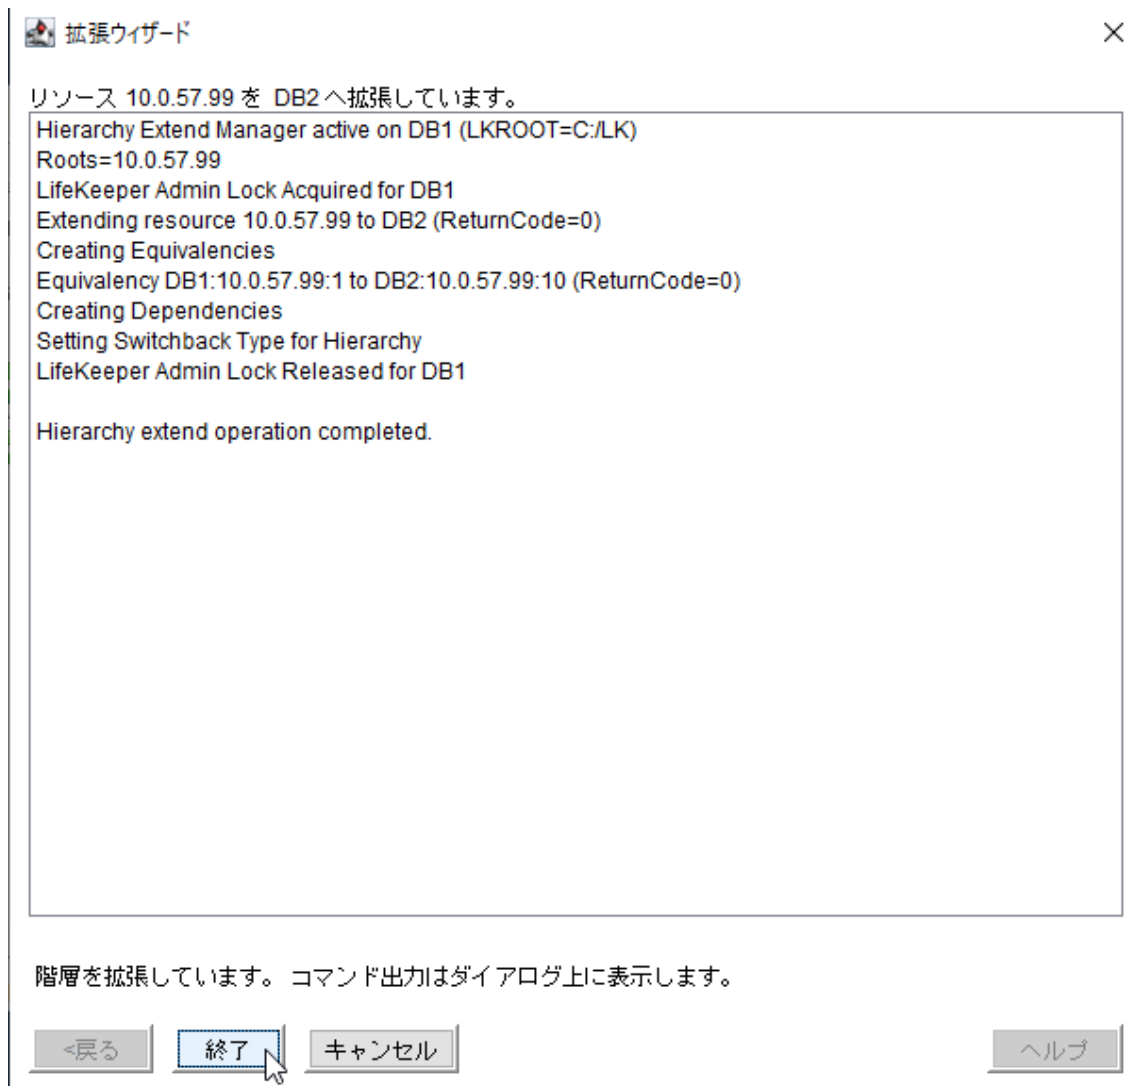 拡張ウィザード
リソース 10.0.57.99 を DB2 へ拡張しています。
Hierarchy Extend Manager active on DB1 (LKROOT=C:/LK)
Roots=10.0.57.99
LifeKeeper Admin Lock Acquired for DB1
Extending resource 10.0.57.99 to DB2 (ReturnCode=0)
Creating Equivalencies
Equivalency DB1:10.0.57.99:1 to DB2:10.0.57.99:10 (ReturnCode=0)
Creating Dependencies
Setting Switchback Type for Hierarchy
LifeKeeper Admin Lock Released for DB1
Hierarchy extend operation completed.
階層を拡張しています。 コマンド出力はダイアログ上に表示します。
<戻る 終了 キャンセル ヘルプ